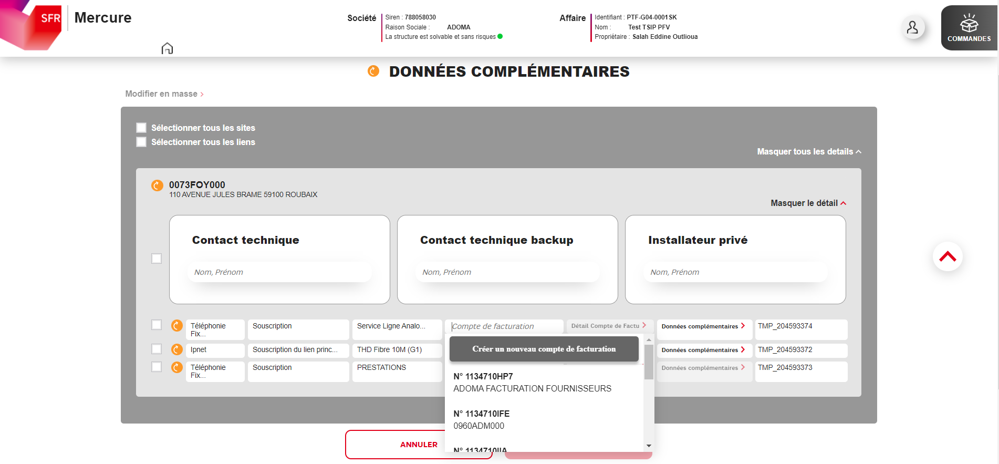 SFR
Mercure
Société
Siren : 788058030
Raison Sociale : ADOMA
La structure est solvable et sans risques
Affaire
Identifiant : PTF-G04-0001SK
Nom : Test TSIP PFV
Propriétaire : Salah Eddine Outlioua
COMMANDES
DONNÉES COMPLÉMENTAIRES
Modifier en masse
Sélectionner tous les sites
Sélectionner tous les liens
Masquer tous les details
0073FOY000
110 AVENUE JULES BRAME 59100 ROUBAIX
Masquer le détail
Contact technique
Nom, Prénom
Contact technique backup
Nom, Prénom
Installateur privé
Nom, Prénom
Téléphonie
Fix...
Souscription
Service Ligne Analo...
Compte de facturation
Détail Compte de Factu
Données complémentaires
TMP_204593374
Ipnet
Souscription du lien princ...
THD Fibre 10M (G1)
Données complémentaires
TMP_204593372
Téléphonie
Fix...
Souscription
PRESTATIONS
Données complémentaires
TMP_204593373
Créer un nouveau compte de facturation
N° 1134710HP7
ADOMA FACTURATION FOURNISSEURS
N° 1134710IFE
0960ADM000
N° 1134710IIA
ANNULER